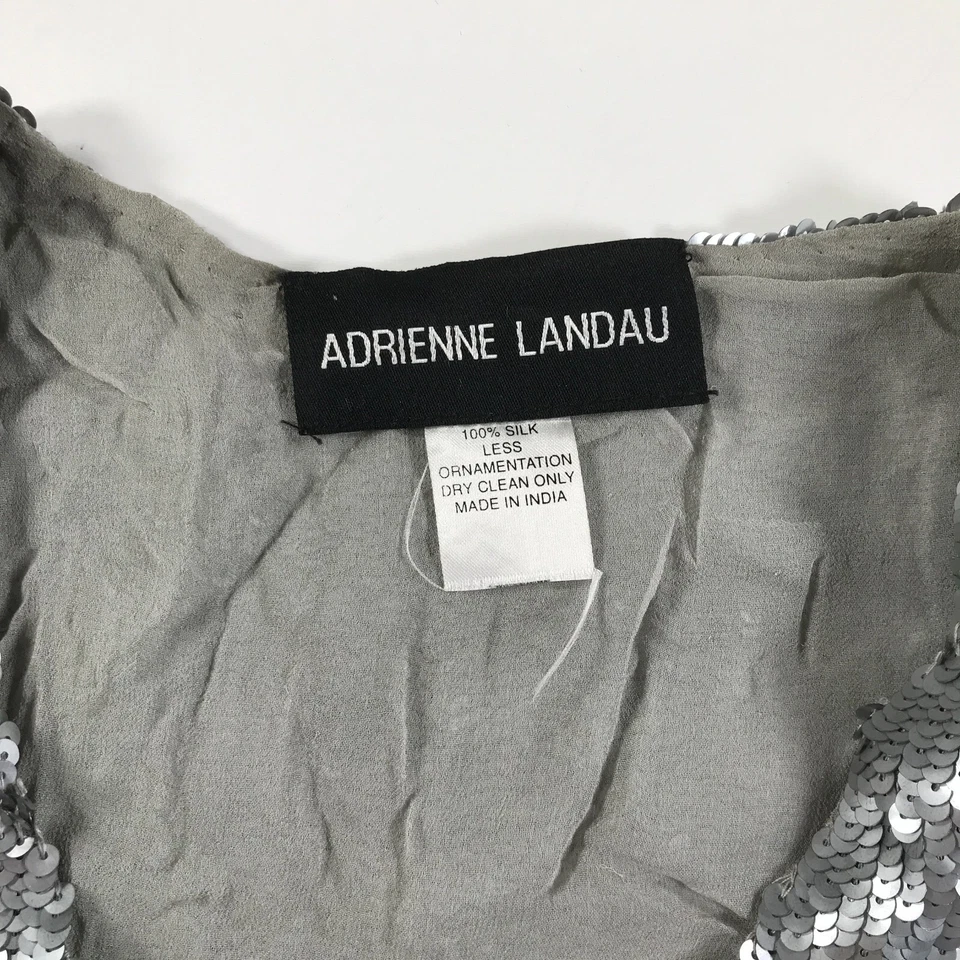 ADRIENNE LANDAU
100% SILK
LESS
ORNAMENTATION
DRY CLEAN ONLY
MADE IN INDIA